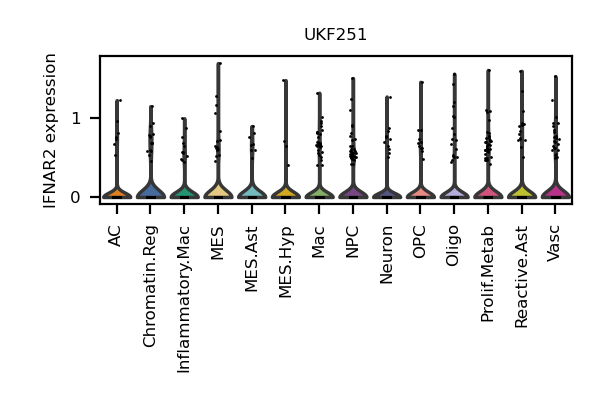 UKF251
IFNAR2 expression
1
0
AC
Chromatin.Reg
Inflammatory.Mac
MES
MES.Ast
MES.Hyp
Mac
NPC
Neuron
OPC
Oligo
Prolif.Metab
Reactive.Ast
Vasc